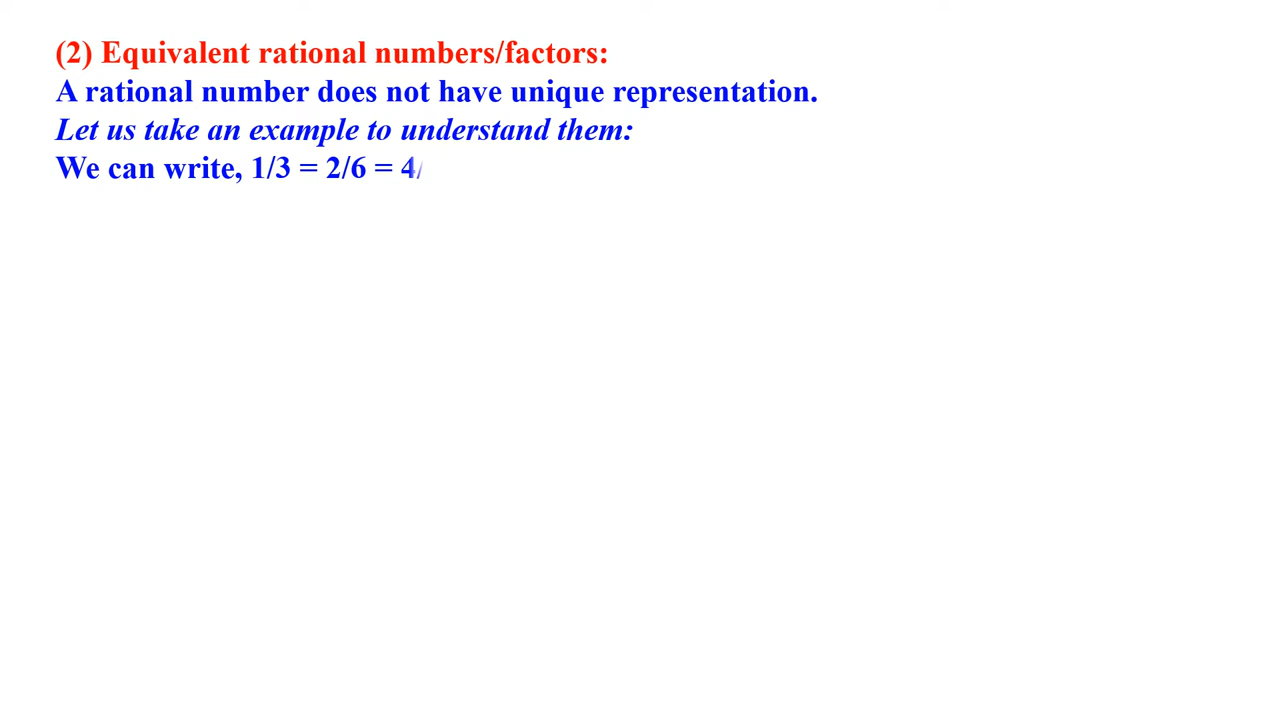 (2) Equivalent rational numbers/factors:
A rational number does not have unique representation.
Let us take an example to understand them:
We can write, 1/3 = 2/6 = 4/